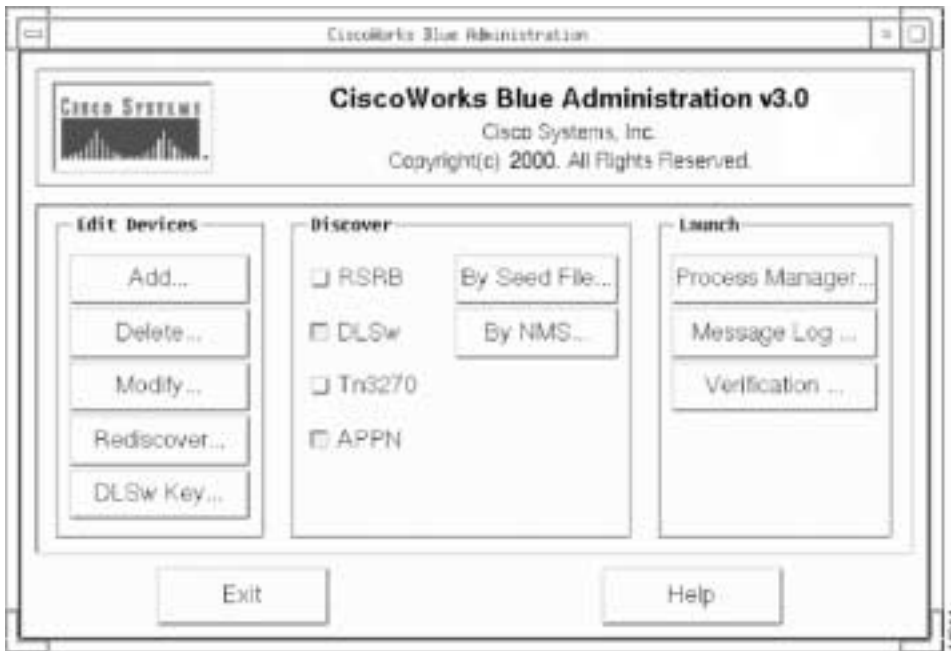 CiscoWorks Blue Administration
CISCO SYSTEMS
CiscoWorks Blue Administration v3.0
Cisco Systems, Inc.
Copyright(c) 2000. All Rights Reserved.
Edit Devices
Add...
Delete...
Modify...
Rediscover...
DLSw Key...
Discover
RSRB
DLSw
Tn3270
APPN
By Seed File...
By NMS...
Launch
Process Manager...
Message Log ...
Verification ...
Exit
Help